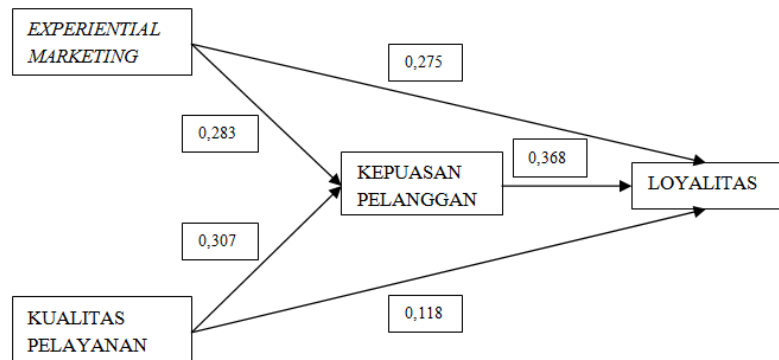 EXPERIENTIAL
MARKETING
0,275
0,283
KEPUASAN
PELANGGAN
0,368
LOYALITAS
0,307
KUALITAS
PELAYANAN
0,118